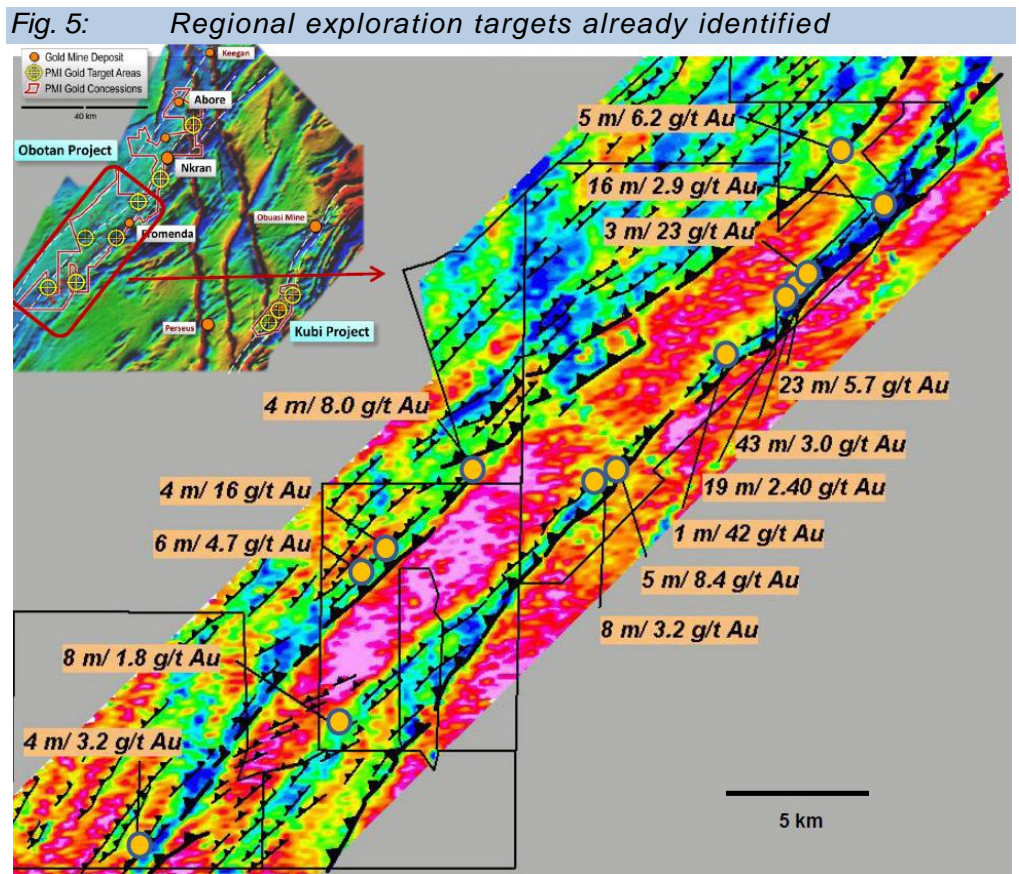 Fig. 5: Regional exploration targets already identified
Gold Mine Deposit
PMI Gold Target Areas
PMI Gold Concessions
40 km
Keegan
Abore
Obotan Project
Nkran
Obuasi Mine
Perseus
Kubi Project
5 m/ 6.2 g/t Au
16 m/ 2.9 g/t Au
3 m/ 23 g/t Au
23 m/ 5.7 g/t Au
4 m/ 8.0 g/t Au
43 m/ 3.0 g/t Au
4 m/ 16 g/t Au
19 m/ 2.40 g/t Au
6 m/ 4.7 g/t Au
1 m/ 42 g/t Au
5 m/ 8.4 g/t Au
8 m/ 3.2 g/t Au
8 m/ 1.8 g/t Au
4 m/ 3.2 g/t Au
5 km